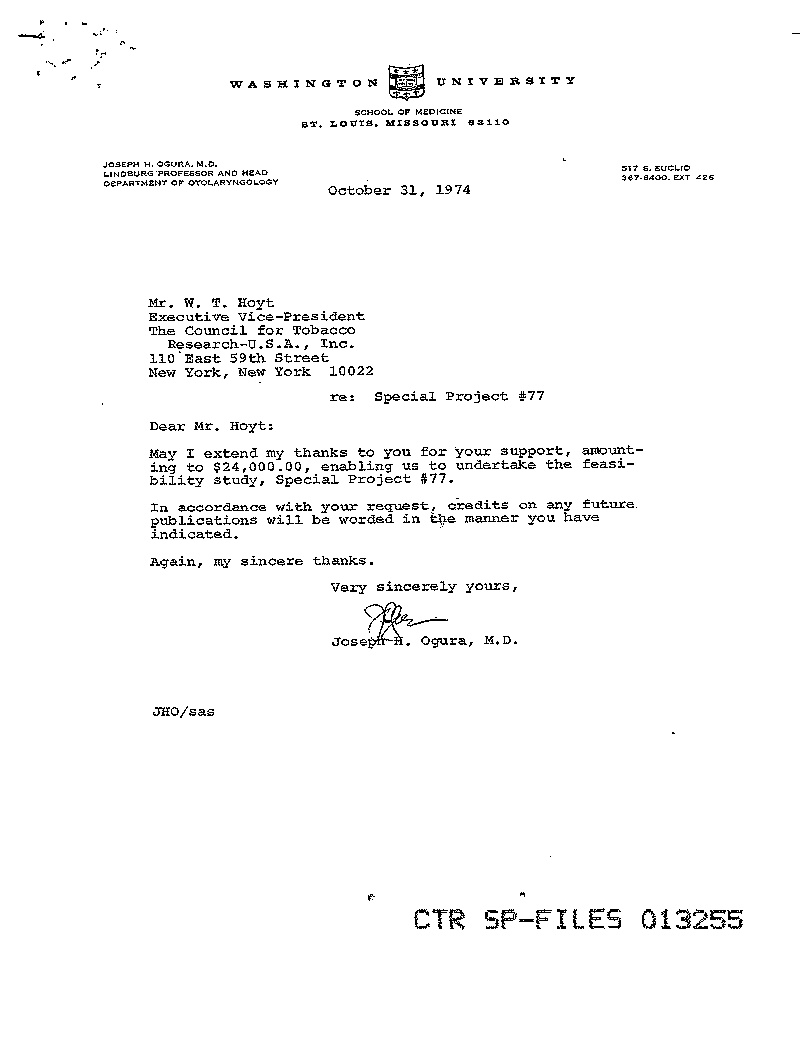 WASHINGTON UNIVERSITY
SCHOOL OF MEDICINE
ST. LOUIS, MISSOURI 63110
JOSEPH H. OGURA, M.D.
LINDBURG PROFESSOR AND HEAD
DEPARTMENT OF OTOLARYNGOLOGY
517 S. EUCLID
367-6400, EXT 426
October 31, 1974
Mr. W. T. Hoyt
Executive Vice-President
The Council for Tobacco
Research-U.S.A., Inc.
110 East 59th Street
New York, New York 10022
re: Special Project #77
Dear Mr. Hoyt:
May I extend my thanks to you for your support, amount-
ing to $24,000.00, enabling us to undertake the feasi-
bility study, Special Project #77.
In accordance with your request, credits on any future
publications will be worded in the manner you have
indicated.
Again, my sincere thanks.
Very sincerely yours,
Joseph H. Ogura, M.D.
JHO/sas
CTR SP-FILES 013255